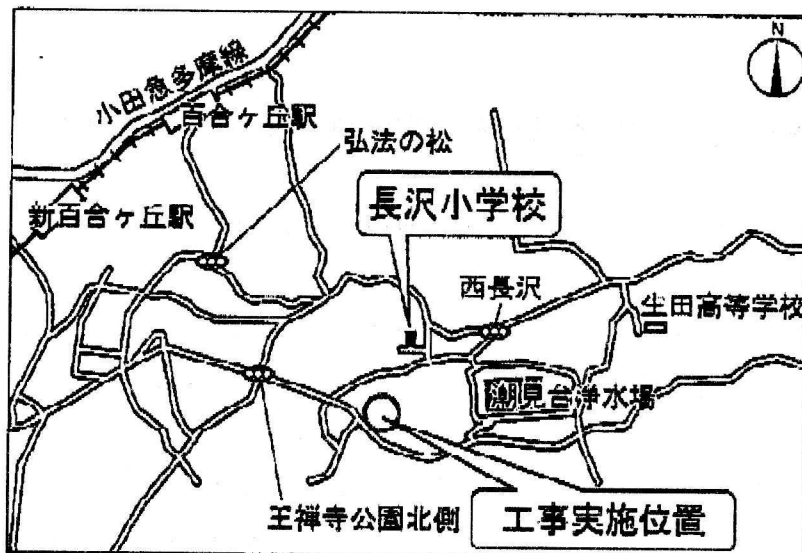 N
小田急多摩線
百合ヶ丘駅
弘法の松
長沢小学校
新百合ヶ丘駅
西長沢
生田高等学校
潮見台浄水場
王禅寺公園北側
工事実施位置